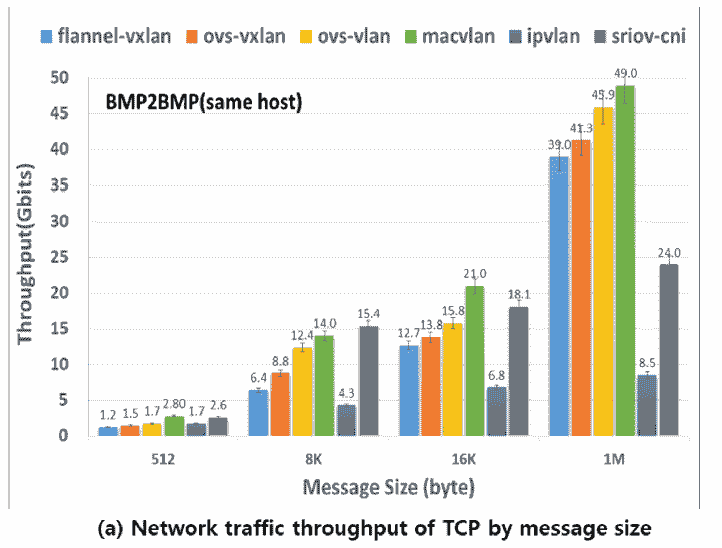 flannel-vxlan ovs-vxlan ovs-vlan macvlan ipvlan sriov-cni
BMP2BMP(same host)
Throughput(Gbits)
50
45
40
35
30
25
20
15
10
5
0
1.2 1.5 1.7 2.80 1.7 2.6
6.4 8.8 12.4 14.0 4.3 15.4
12.7 13.8 15.8 21.0 6.8 18.1
39.0 41.3 45.9 49.0 8.5 24.0
512 8K 16K 1M
Message Size (byte)
(a) Network traffic throughput of TCP by message size